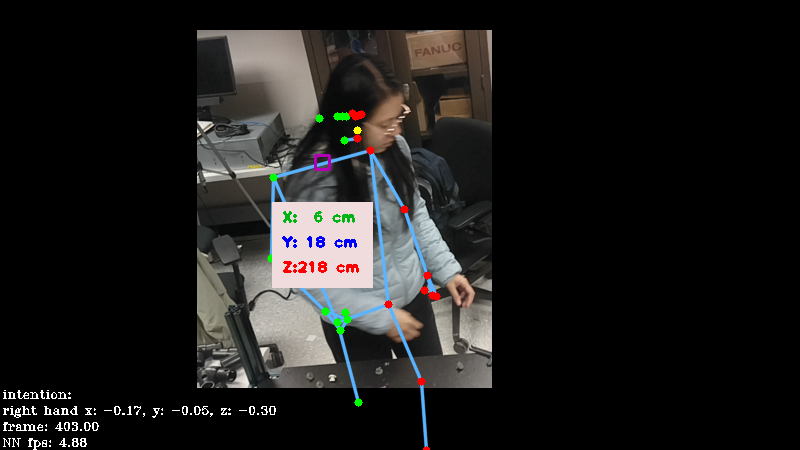 FANUC
X: 6 cm
Y: 18 cm
Z:218 cm
intention:
right hand x: -0.17, y: -0.05, z: -0.30
frame: 403.00
NN fps: 4.88